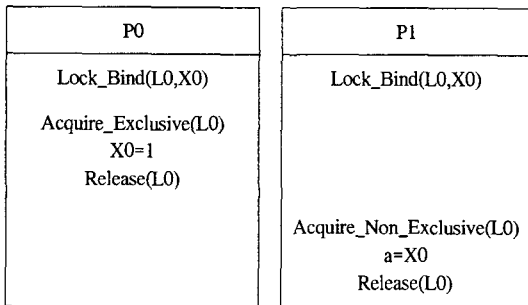 P0
Lock_Bind(L0,X0)
Acquire_Exclusive(L0)
X0=1
Release(L0)
P1
Lock_Bind(L0,X0)
Acquire_Non_Exclusive(L0)
a=X0
Release(L0)